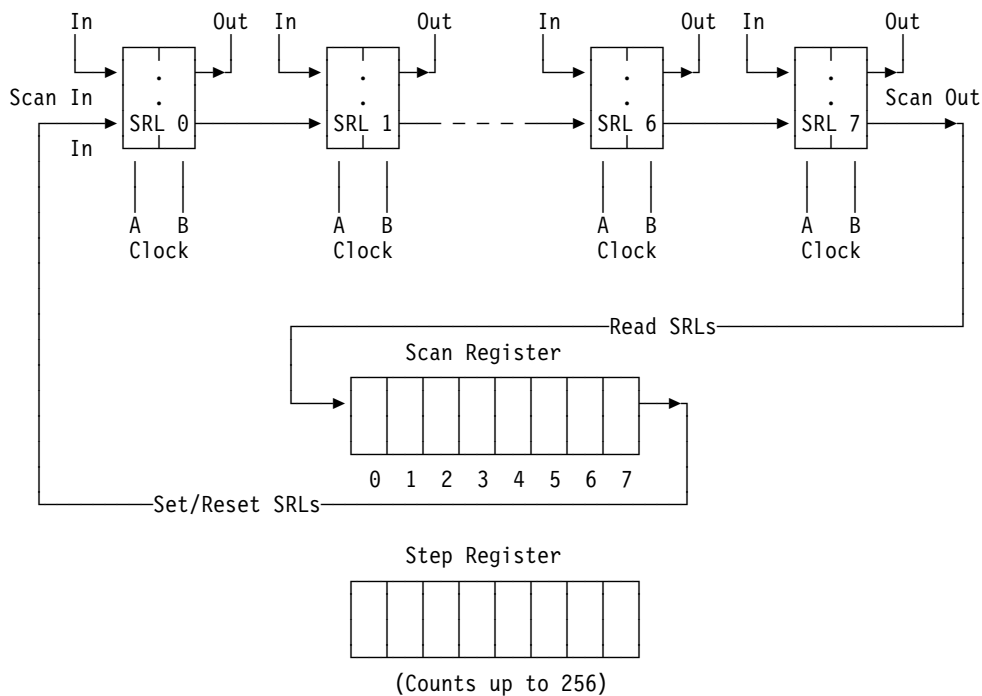 In Out In Out In Out In Out
Scan In Scan Out
SRL 0 SRL 1 SRL 6 SRL 7
In
A B A B A B A B
Clock Clock Clock Clock
Read SRLs
Scan Register
0 1 2 3 4 5 6 7
Set/Reset SRLs
Step Register
(Counts up to 256)